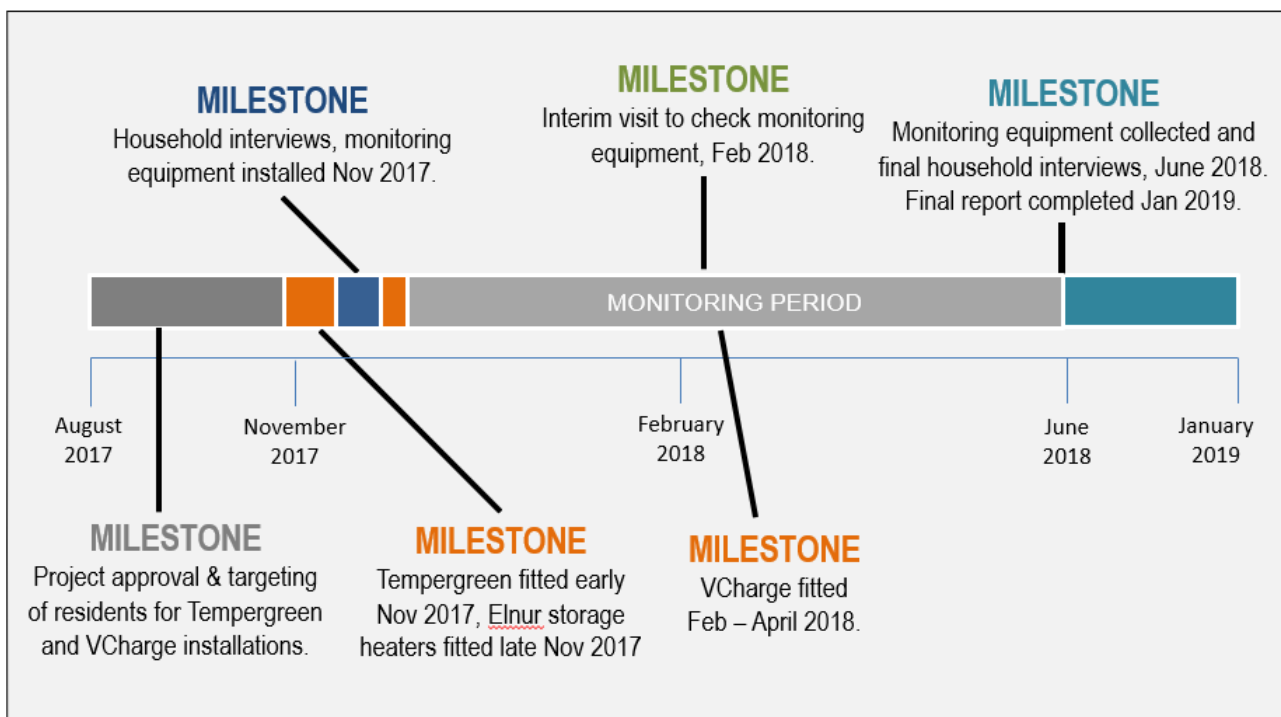 MILESTONE
Household interviews, monitoring
equipment installed Nov 2017.
MILESTONE
Interim visit to check monitoring
equipment, Feb 2018.
MILESTONE
Monitoring equipment collected and
final household interviews, June 2018.
Final report completed Jan 2019.
MONITORING PERIOD
August
2017
November
2017
February
2018
June
2018
January
2019
MILESTONE
Project approval & targeting
of residents for Tempergreen
and VCharge installations.
MILESTONE
Tempergreen fitted early
Nov 2017, Elnur storage
heaters fitted late Nov 2017
MILESTONE
VCharge fitted
Feb – April 2018.